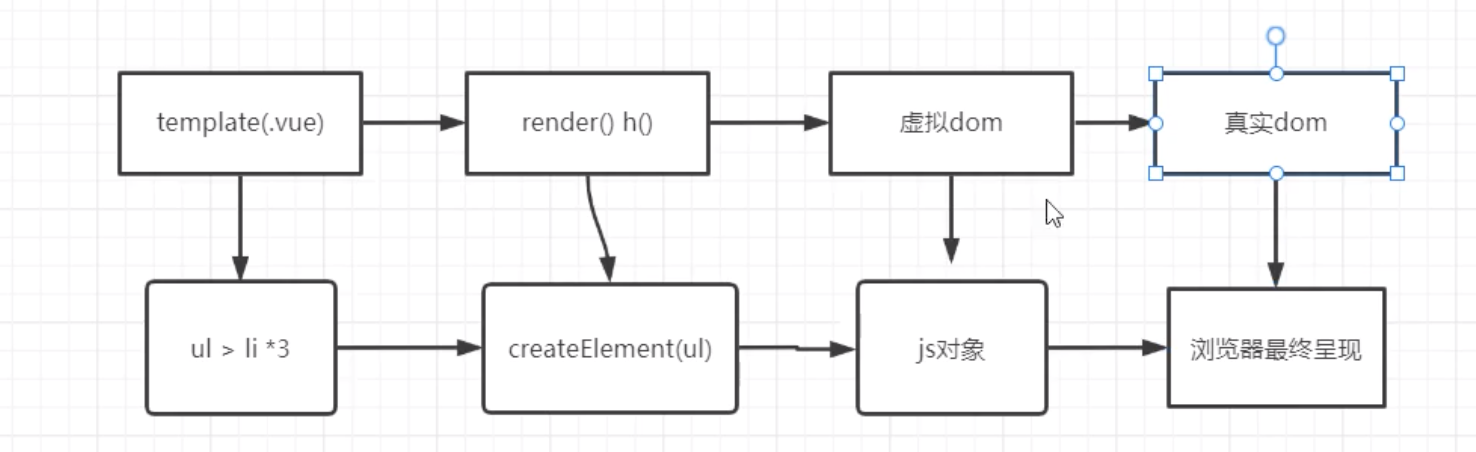 template(.vue)
render() h()
虚拟dom
真实dom
ul > li *3
createElement(ul)
js对象
浏览器最终呈现